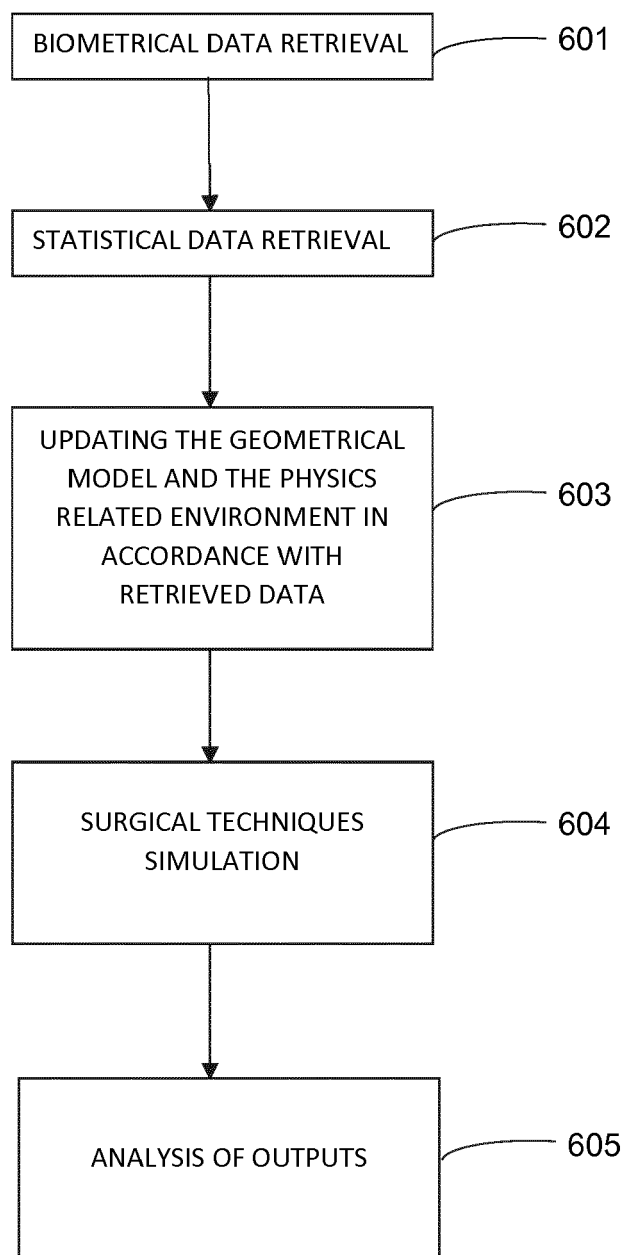 BIOMETRICAL DATA RETRIEVAL
601
STATISTICAL DATA RETRIEVAL
602
UPDATING THE GEOMETRICAL
MODEL AND THE PHYSICS
RELATED ENVIRONMENT IN
ACCORDANCE WITH
RETRIEVED DATA
603
SURGICAL TECHNIQUES
SIMULATION
604
ANALYSIS OF OUTPUTS
605